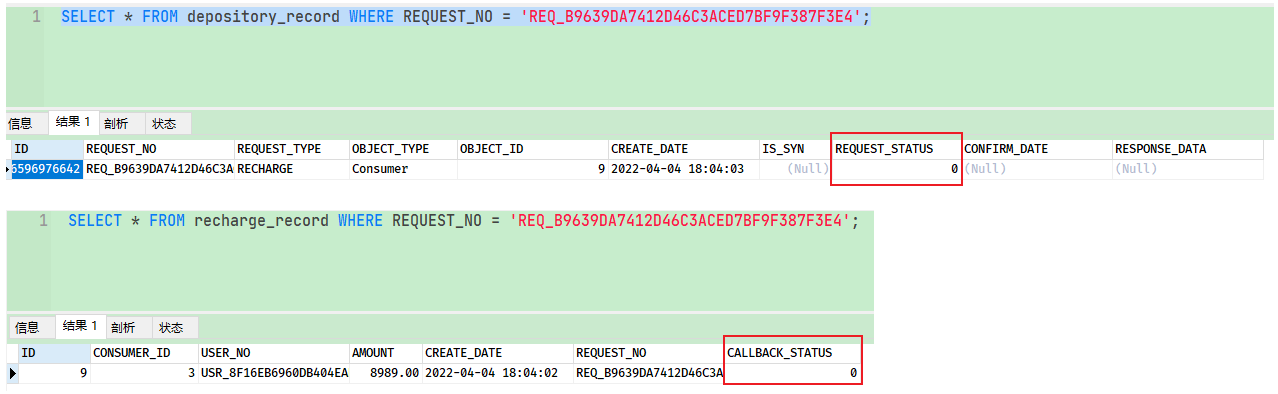 1 SELECT * FROM depository_record WHERE REQUEST_NO = 'REQ_B9639DA7412D46C3ACED7BF9F387F3E4';
信息 结果 1 剖析 状态
ID REQUEST_NO REQUEST_TYPE OBJECT_TYPE OBJECT_ID CREATE_DATE IS_SYN REQUEST_STATUS CONFIRM_DATE RESPONSE_DATA
6596976642 REQ_B9639DA7412D46C3A RECHARGE Consumer 9 2022-04-04 18:04:03 (Null) 0 (Null) (Null)
1 SELECT * FROM recharge_record WHERE REQUEST_NO = 'REQ_B9639DA7412D46C3ACED7BF9F387F3E4';
信息 结果 1 剖析 状态
ID CONSUMER_ID USER_NO AMOUNT CREATE_DATE REQUEST_NO CALLBACK_STATUS
9 3 USR_8F16EB6960DB404EA 8989.00 2022-04-04 18:04:02 REQ_B9639DA7412D46C3A 0